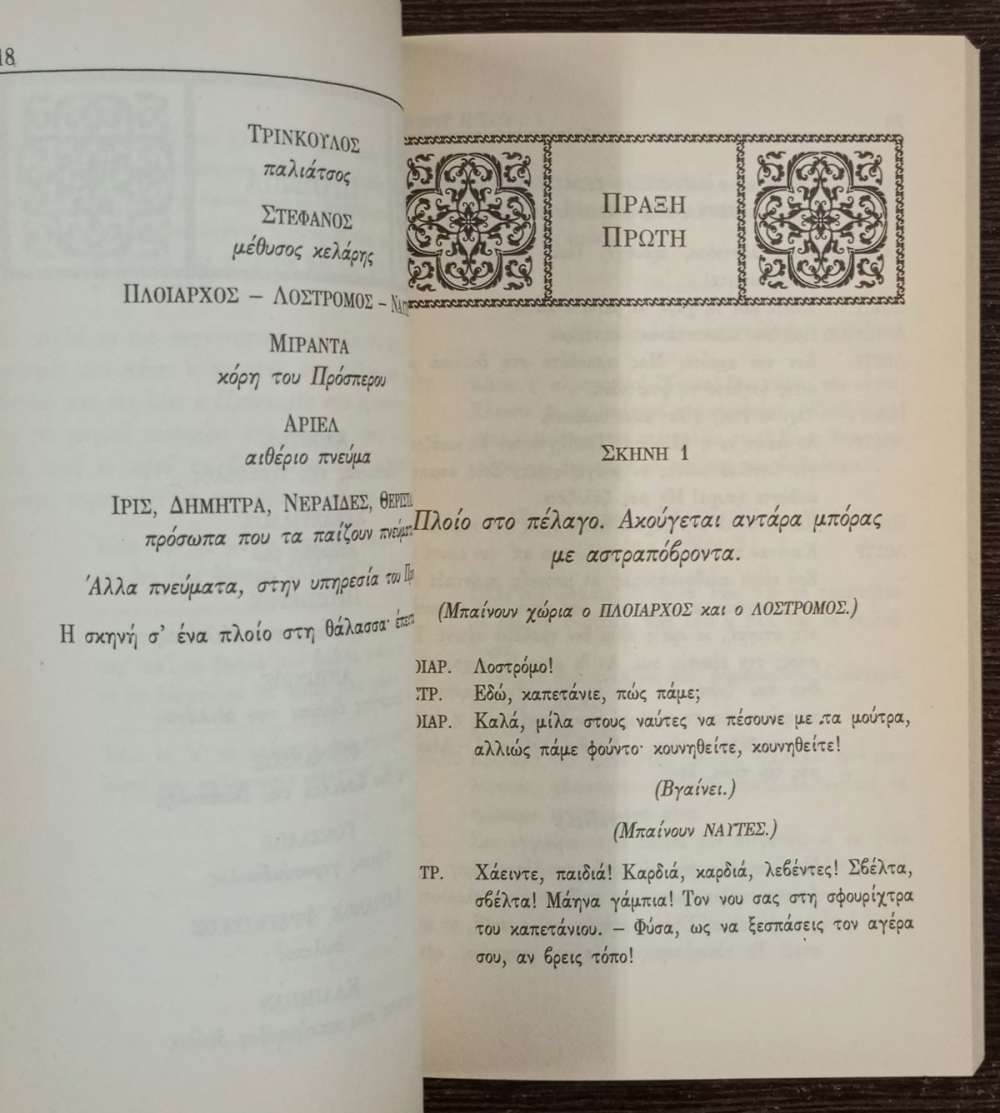 18
ΤΡΙΝΚΟΥΛΟΣ
παλιάτσος
ΣΤΕΦΑΝΟΣ
μέθυσος κελάρης
ΠΛΟΙΑΡΧΟΣ – ΛΟΣΤΡΟΜΟΣ –
ΜΙΡΑΝΤΑ
κόρη του Πρόσπερου
ΑΡΙΕΛ
αιθέριο πνεύμα
ΙΡΙΣ, ΔΗΜΗΤΡΑ, ΝΕΡΑΙΔΕΣ,
πρόσωπα που τα παίζουν
Άλλα πνεύματα, στην υπηρεσία του
Η σκηνή σ' ένα πλοίο στη θάλασσα·
ΠΡΑΞΗ
ΠΡΩΤΗ
ΣΚΗΝΗ 1
Πλοίο στο πέλαγο. Ακούγεται αντάρα μπόρας
με αστραπόβροντα.
(Μπαίνουν χώρια ο ΠΛΟΙΑΡΧΟΣ και ο ΛΟΣΤΡΟΜΟΣ.)
ΟΙΑΡ. Λοστρόμο!
ΣΤΡ. Εδώ, καπετάνιε, πώς πάμε;
ΟΙΑΡ. Καλά, μίλα στους ναύτες να πέσουνε με τα μούτρα,
αλλιώς πάμε φούντο· κουνηθείτε, κουνηθείτε!
(Βγαίνει.)
(Μπαίνουν ΝΑΥΤΕΣ.)
ΤΡ. Χάειντε, παιδιά! Καρδιά, καρδιά, λεβέντες! Σβέλτα,
σβέλτα! Μάηνα γάμπια! Τον νου σας στη σφουρίχτρα
του καπετάνιου. – Φύσα, ως να ξεσπάσεις τον αγέρα
σου, αν βρεις τόπο!